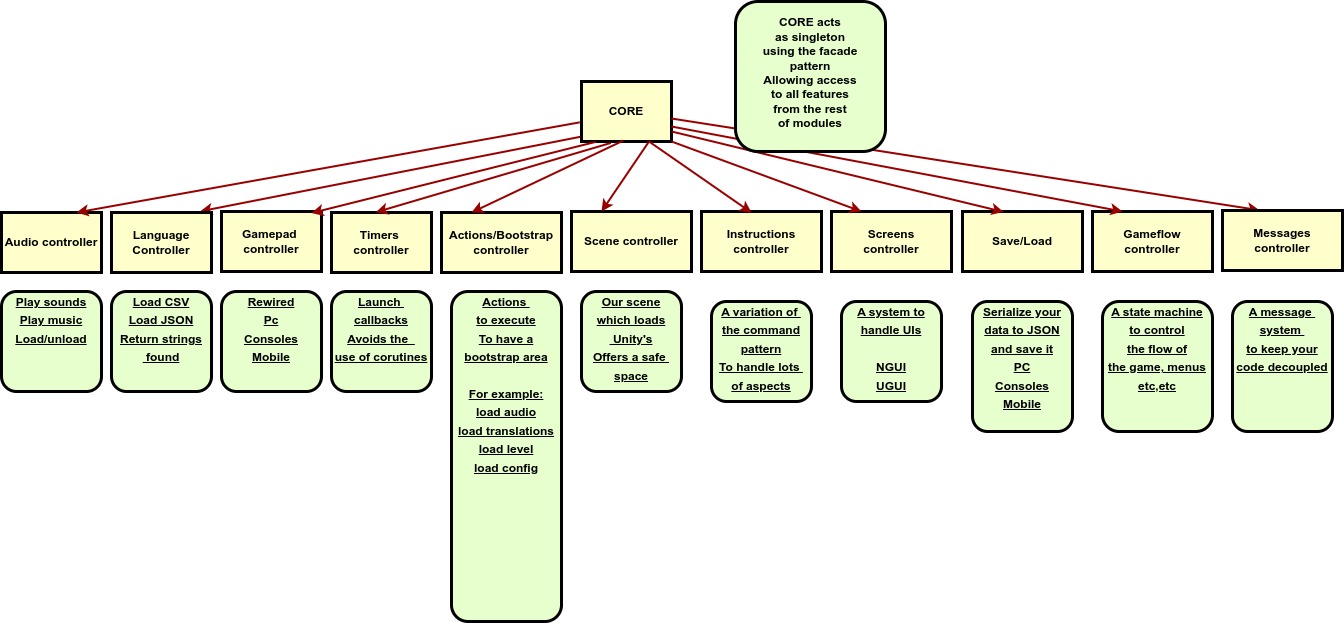 CORE acts
as singleton
using the facade
pattern
Allowing access
to all features
from the rest
of modules
CORE
Audio controller
Language
Controller
Gamepad
controller
Timers
controller
Actions/Bootstrap
controller
Scene controller
Instructions
controller
Screens
controller
Save/Load
Gameflow
controller
Messages
controller
Play sounds
Play music
Load/unload
Load CSV
Load JSON
Return strings
found
Rewired
Pc
Consoles
Mobile
Launch
callbacks
Avoids the
use of corutines
Actions
to execute
To have a
bootstrap area
For example:
load audio
load translations
load level
load config
Our scene
which loads
Unity's
Offers a safe
space
A variation of
the command
pattern
To handle lots
of aspects
A system to
handle UIs
NGUI
UGUI
Serialize your
data to JSON
and save it
PC
Consoles
Mobile
A state machine
to control
the flow of
the game, menus
etc,etc
A message
system
to keep your
code decoupled